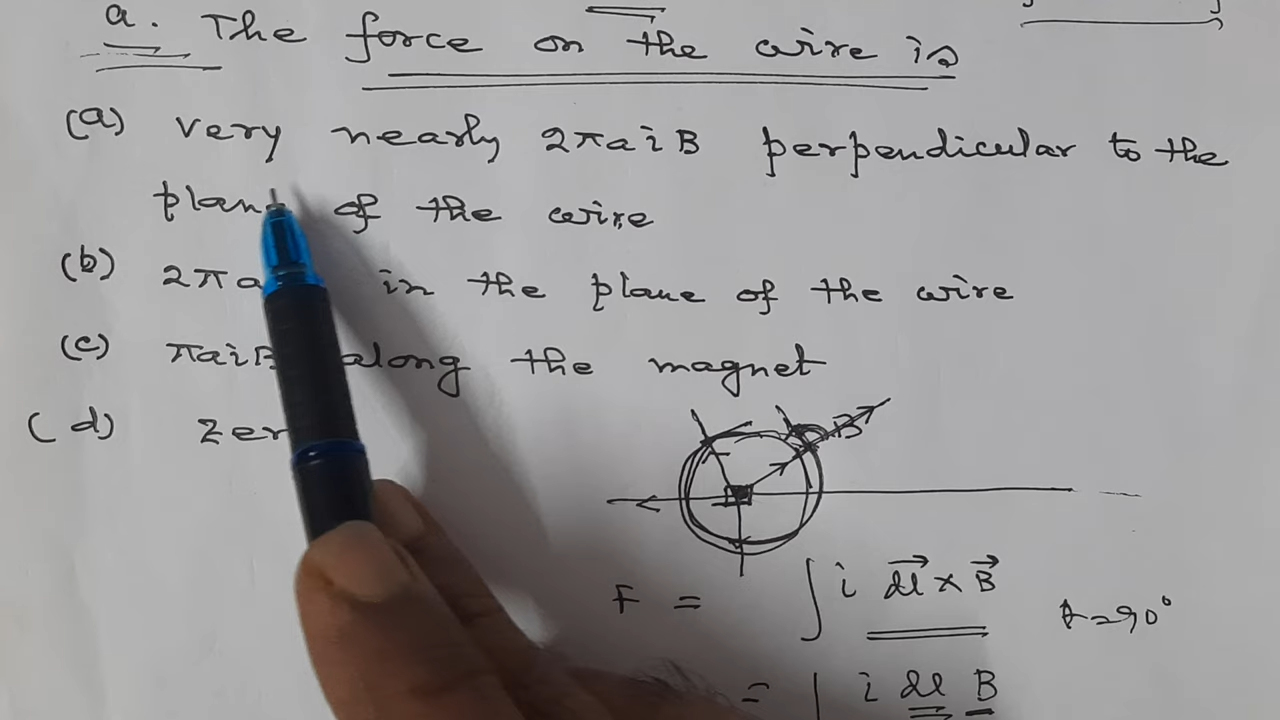 a. The force on the wire is
(a) very nearly 2πaiB perpendicular to the
plane of the wire
(b) 2πa in the plane of the wire
(c) πaiB along the magnet
(d) zer
B
F = ∫ i dl⃗ × B⃗ θ=90°
= ∫ i dl B